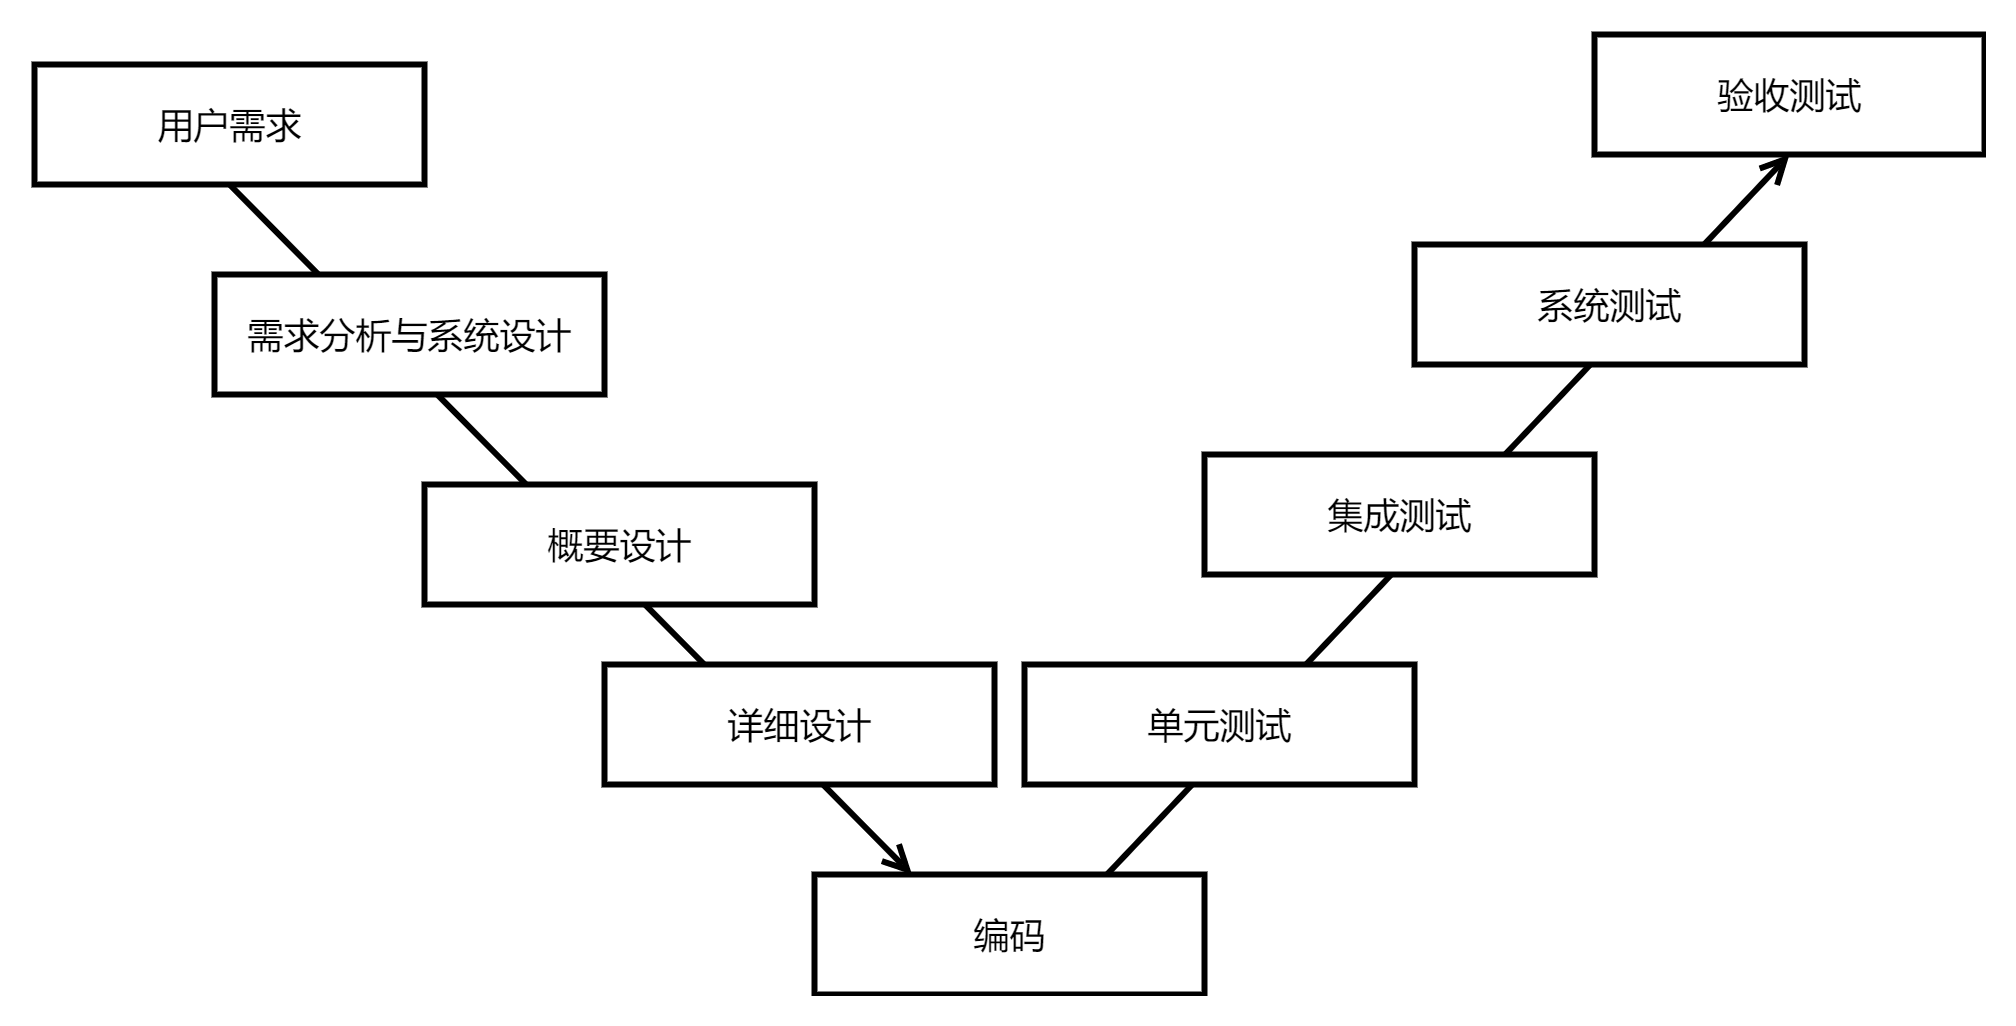 用户需求
需求分析与系统设计
概要设计
详细设计
编码
单元测试
集成测试
系统测试
验收测试